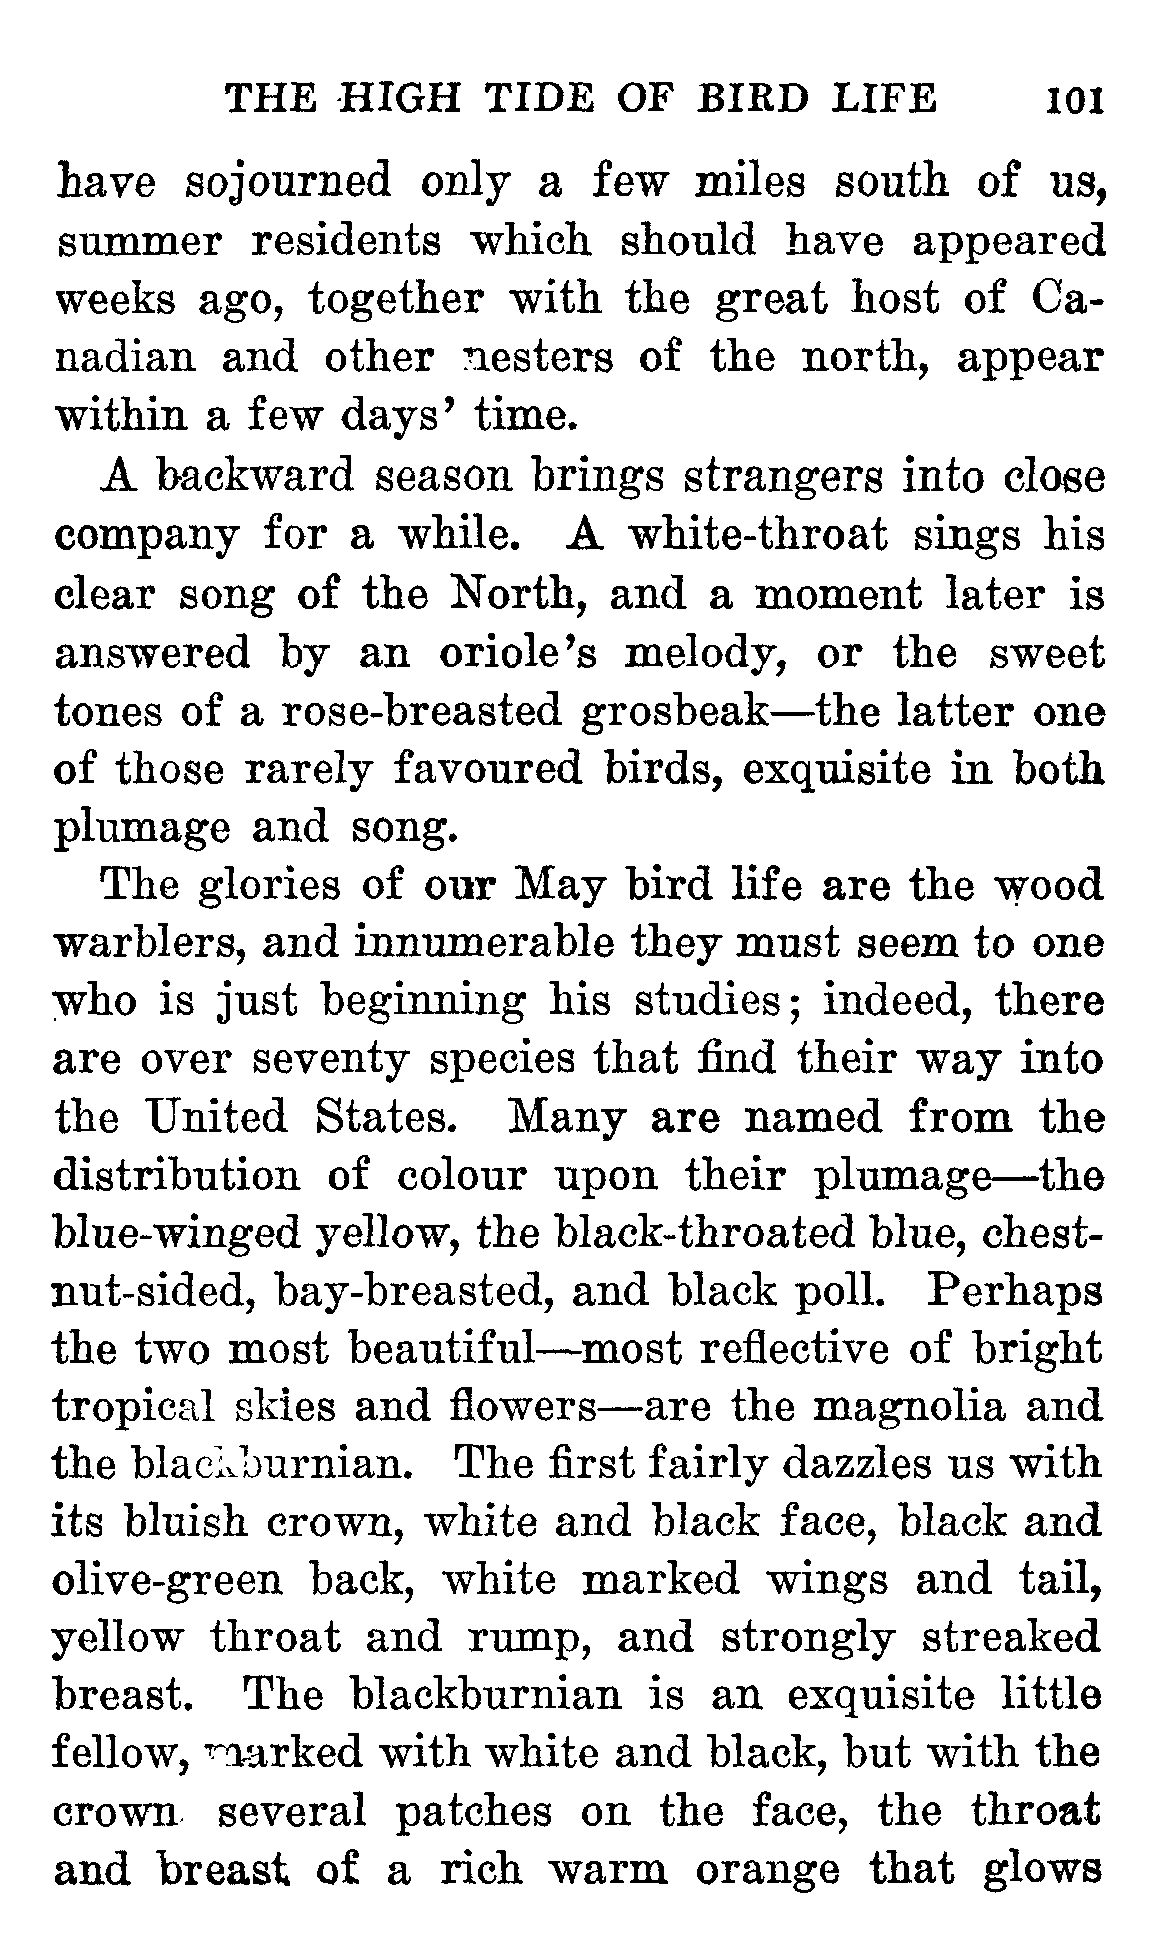 THE HIGH TIDE OF BIRD LIFE 101
have sojourned only a few miles south of us,
summer residents which should have appeared
weeks ago, together with the great host of Ca-
nadian and other nesters of the north, appear
within a few days' time.
A backward season brings strangers into close
company for a while. A white-throat sings his
clear song of the North, and a moment later is
answered by an oriole's melody, or the sweet
tones of a rose-breasted grosbeak—the latter one
of those rarely favoured birds, exquisite in both
plumage and song.
The glories of our May bird life are the wood
warblers, and innumerable they must seem to one
who is just beginning his studies; indeed, there
are over seventy species that find their way into
the United States. Many are named from the
distribution of colour upon their plumage—the
blue-winged yellow, the black-throated blue, chest-
nut-sided, bay-breasted, and black poll. Perhaps
the two most beautiful—most reflective of bright
tropical skies and flowers—are the magnolia and
the blackburnian. The first fairly dazzles us with
its bluish crown, white and black face, black and
olive-green back, white marked wings and tail,
yellow throat and rump, and strongly streaked
breast. The blackburnian is an exquisite little
fellow, marked with white and black, but with the
crown several patches on the face, the throat
and breast of a rich warm orange that glows